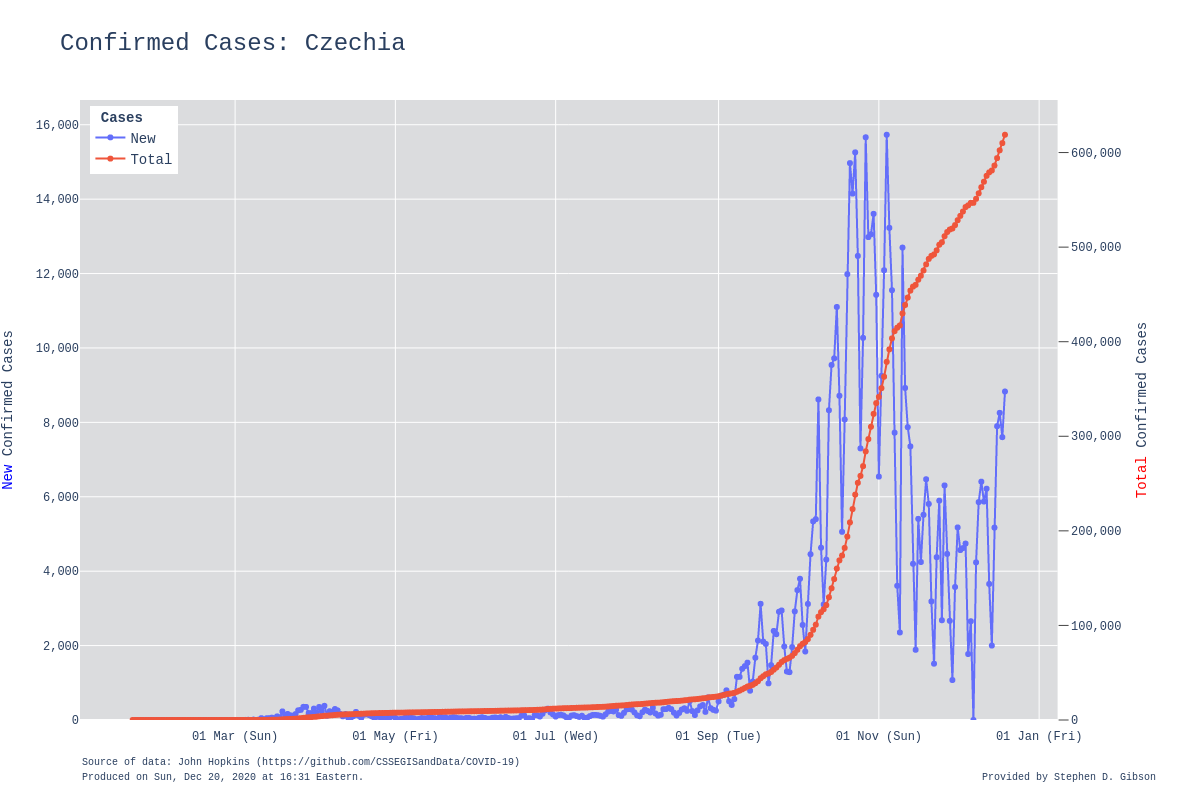 Confirmed Cases: Czechia
Cases
New
Total
16,000
14,000
12,000
10,000
8,000
6,000
4,000
2,000
0
600,000
500,000
400,000
300,000
200,000
100,000
0
New Confirmed Cases
Total Confirmed Cases
01 Mar (Sun)
01 May (Fri)
01 Jul (Wed)
01 Sep (Tue)
01 Nov (Sun)
01 Jan (Fri)
Source of data: John Hopkins (https://github.com/CSSEGISandData/COVID-19)
Produced on Sun, Dec 20, 2020 at 16:31 Eastern.
Provided by Stephen D. Gibson